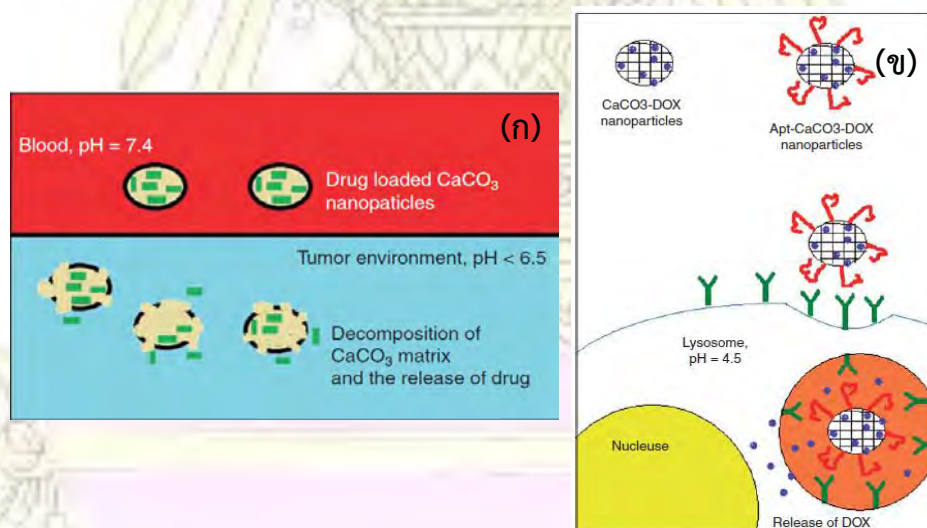 (ก)
Blood, pH = 7.4
Drug loaded CaCO₃
nanopaticles
Tumor environment, pH < 6.5
Decomposition of
CaCO₃ matrix
and the release of drug
(ข)
CaCO3-DOX
nanoparticles
Apt-CaCO3-DOX
nanoparticles
Lysosome,
pH = 4.5
Nucleuse
Release of DOX